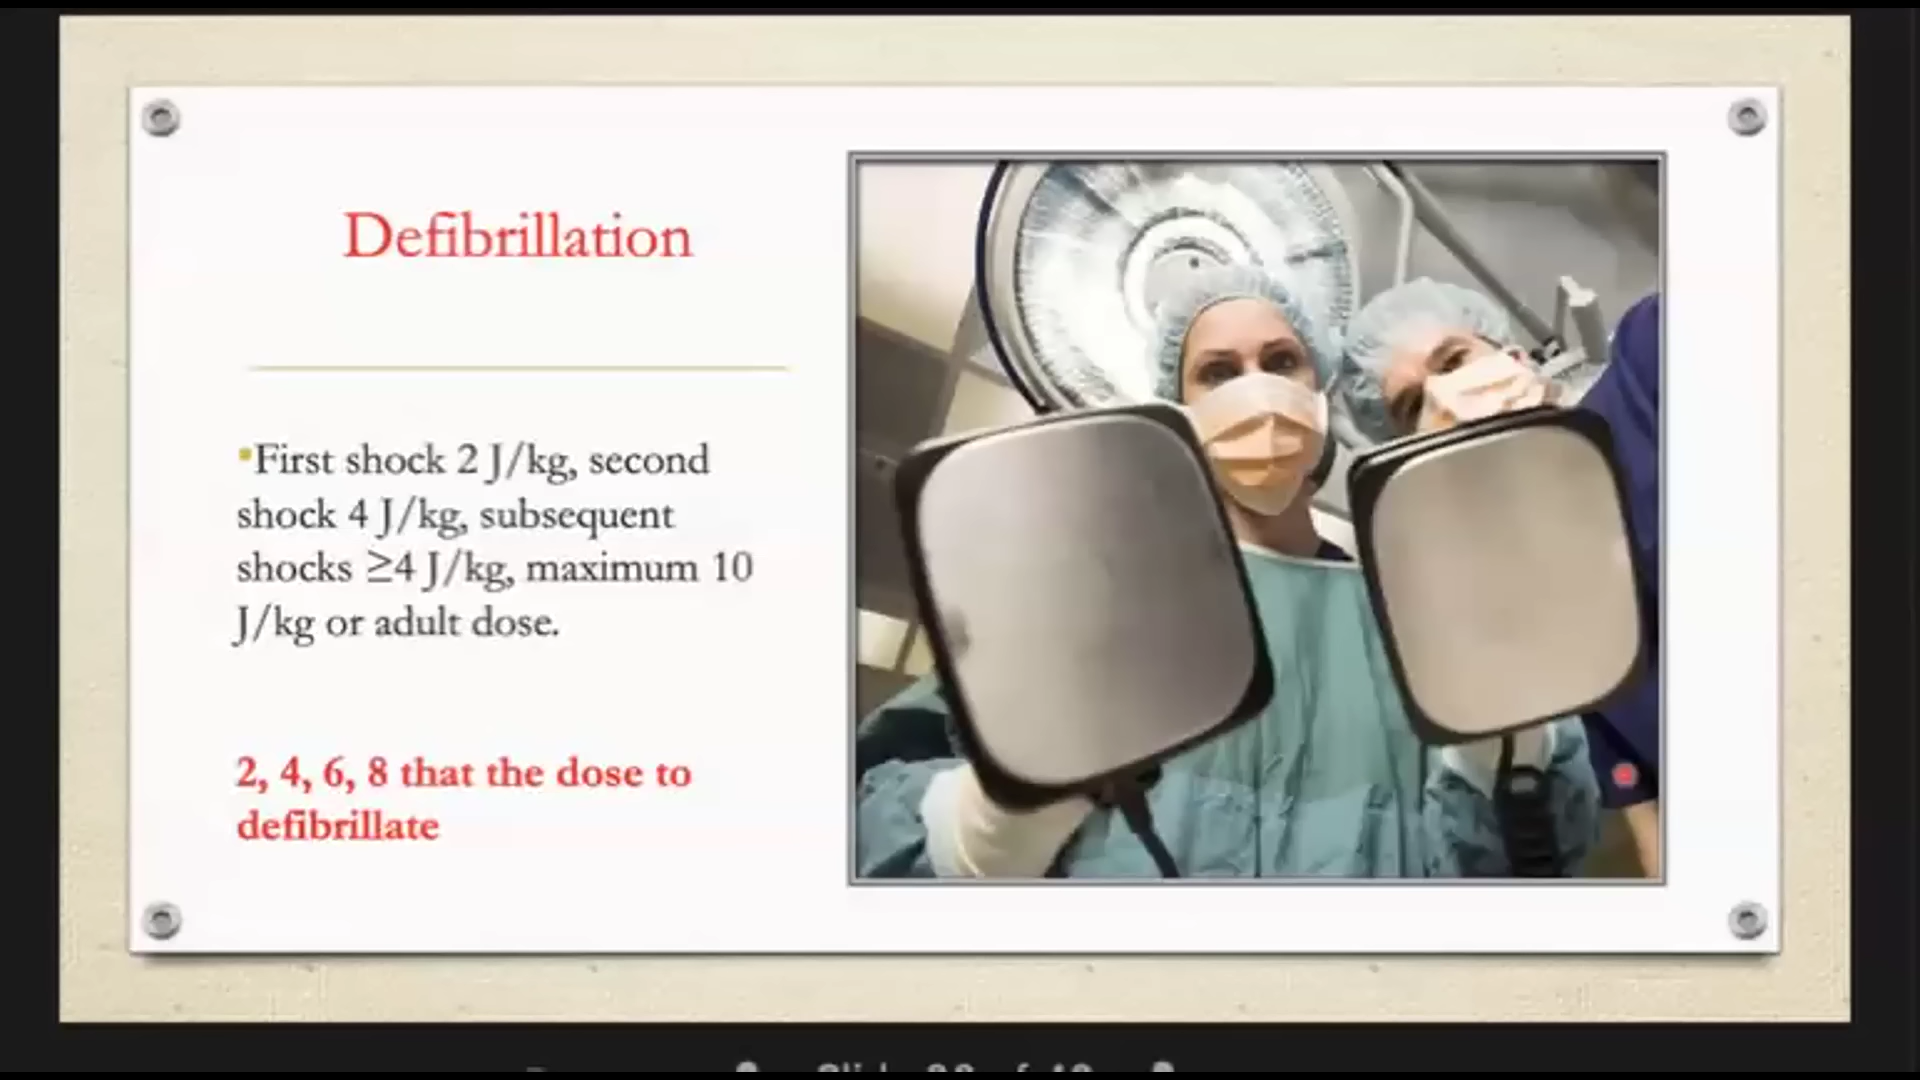 Defibrillation
•First shock 2 J/kg, second
shock 4 J/kg, subsequent
shocks ≥4 J/kg, maximum 10
J/kg or adult dose.
2, 4, 6, 8 that the dose to
defibrillate